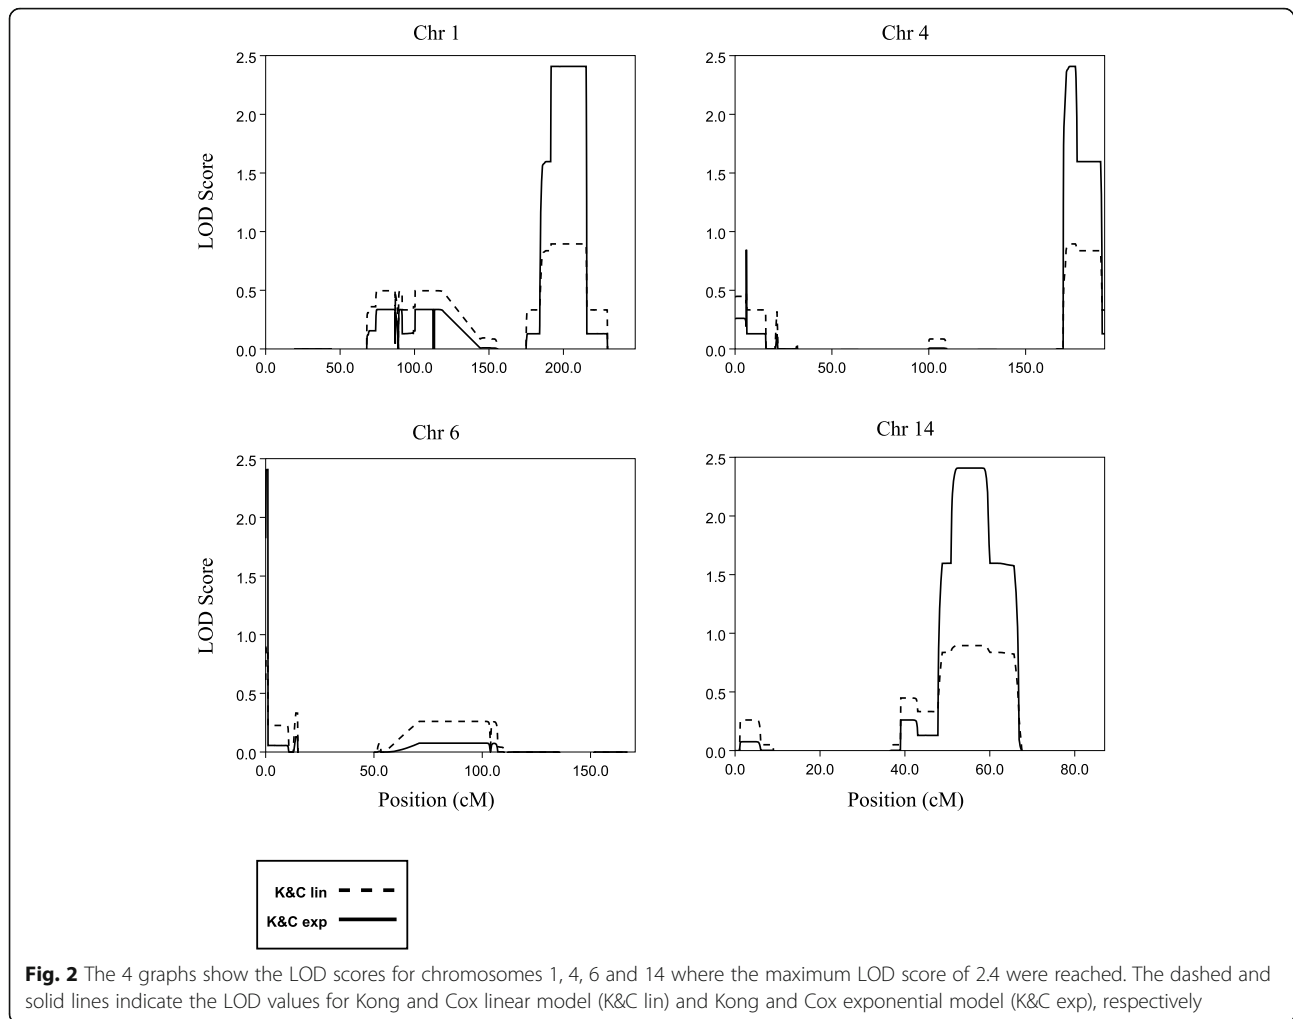 Chr 1
2.5
2.0
1.5
1.0
0.5
0.0
LOD Score
0.0 50.0 100.0 150.0 200.0
Chr 4
2.5
2.0
1.5
1.0
0.5
0.0
0.0 50.0 100.0 150.0
Chr 6
2.5
2.0
1.5
1.0
0.5
0.0
LOD Score
0.0 50.0 100.0 150.0
Position (cM)
Chr 14
2.5
2.0
1.5
1.0
0.5
0.0
0.0 20.0 40.0 60.0 80.0
Position (cM)
K&C lin
K&C exp
Fig. 2 The 4 graphs show the LOD scores for chromosomes 1, 4, 6 and 14 where the maximum LOD score of 2.4 were reached. The dashed and
solid lines indicate the LOD values for Kong and Cox linear model (K&C lin) and Kong and Cox exponential model (K&C exp), respectively